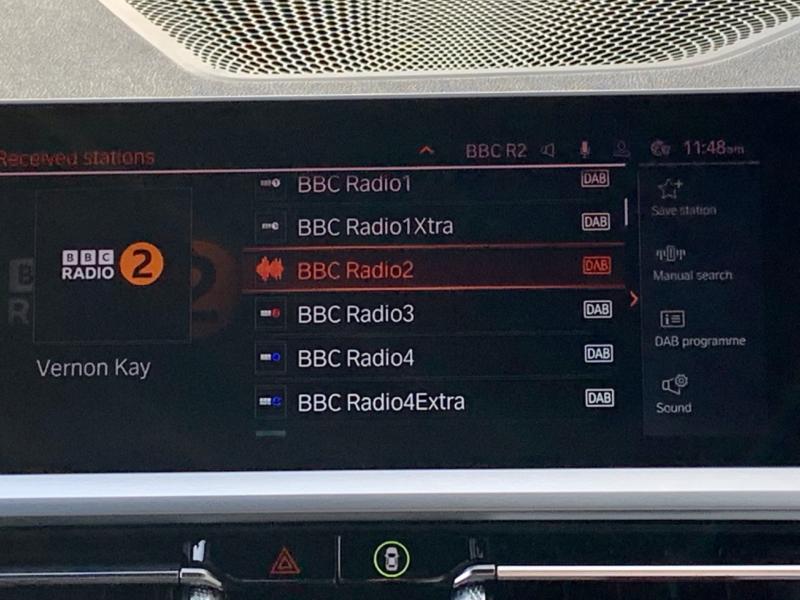 Received stations
BBC R2
11:48am
BBC Radio1
DAB
BBC Radio1Xtra
DAB
BBC Radio2
DAB
BBC Radio3
DAB
BBC Radio4
DAB
BBC Radio4Extra
DAB
BBC
RADIO 2
Vernon Kay
Save station
Manual search
DAB programme
Sound